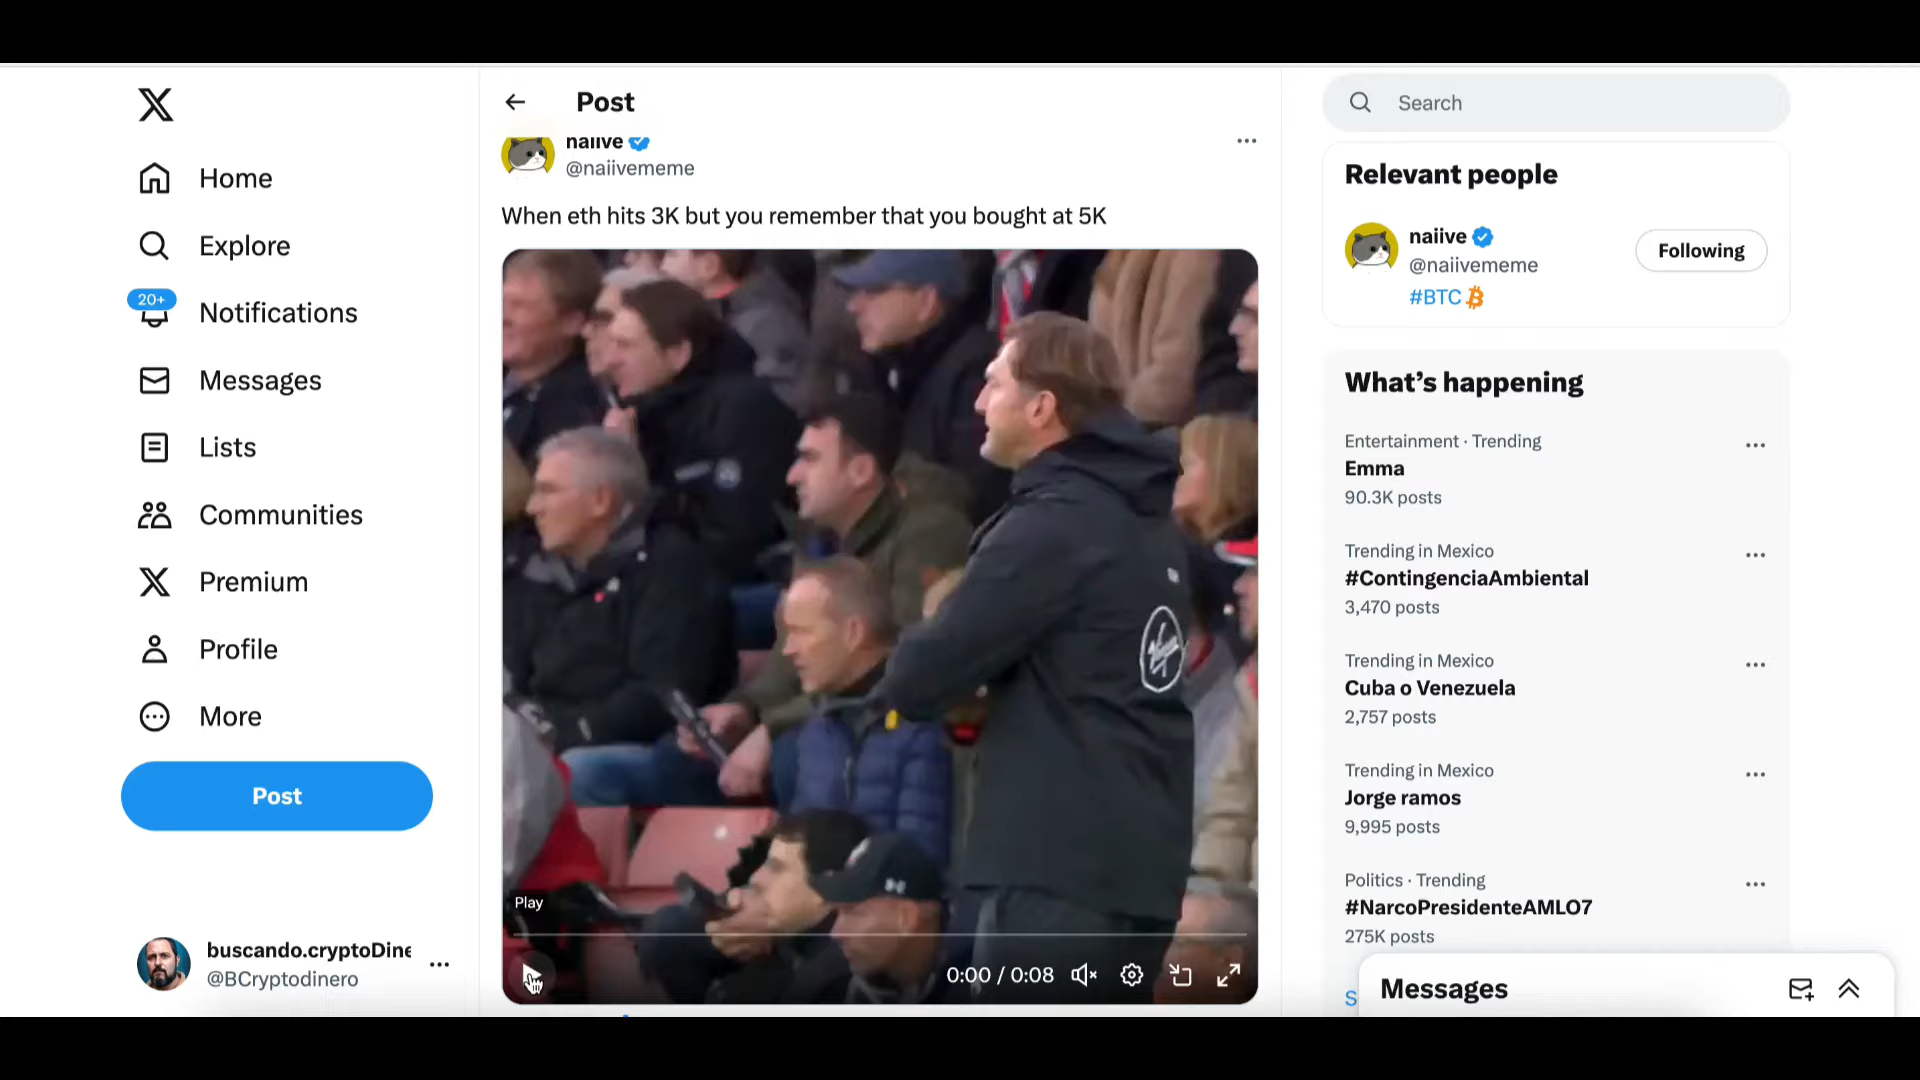 Home
Explore
20+
Notifications
Messages
Lists
Communities
Premium
Profile
More
Post
buscando.cryptoDine
@BCryptodinero
Post
naiive
@naiivememe
When eth hits 3K but you remember that you bought at 5K
Virgin
Play
0:00 / 0:08
Search
Relevant people
naiive
@naiivememe
#BTC
Following
What's happening
Entertainment · Trending
Emma
90.3K posts
Trending in Mexico
#ContingenciaAmbiental
3,470 posts
Trending in Mexico
Cuba o Venezuela
2,757 posts
Trending in Mexico
Jorge ramos
9,995 posts
Politics · Trending
#NarcoPresidenteAMLO7
275K posts
S
Messages